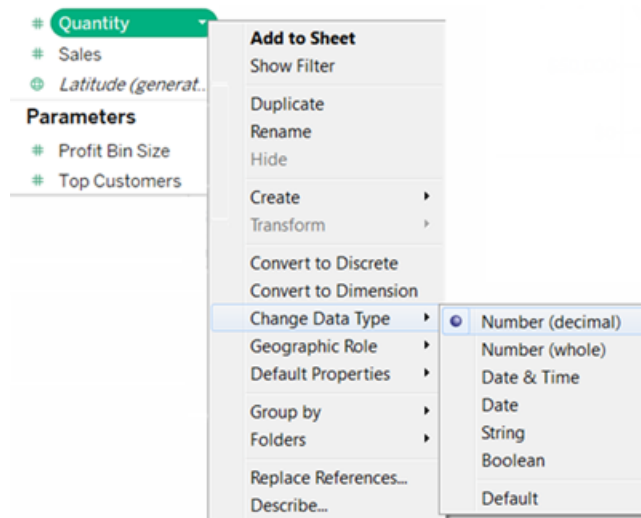 # Quantity
# Sales
Latitude (generat..
Parameters
# Profit Bin Size
# Top Customers
Add to Sheet
Show Filter
Duplicate
Rename
Hide
Create
Transform
Convert to Discrete
Convert to Dimension
Change Data Type
Geographic Role
Default Properties
Group by
Folders
Replace References...
Describe...
Number (decimal)
Number (whole)
Date & Time
Date
String
Boolean
Default